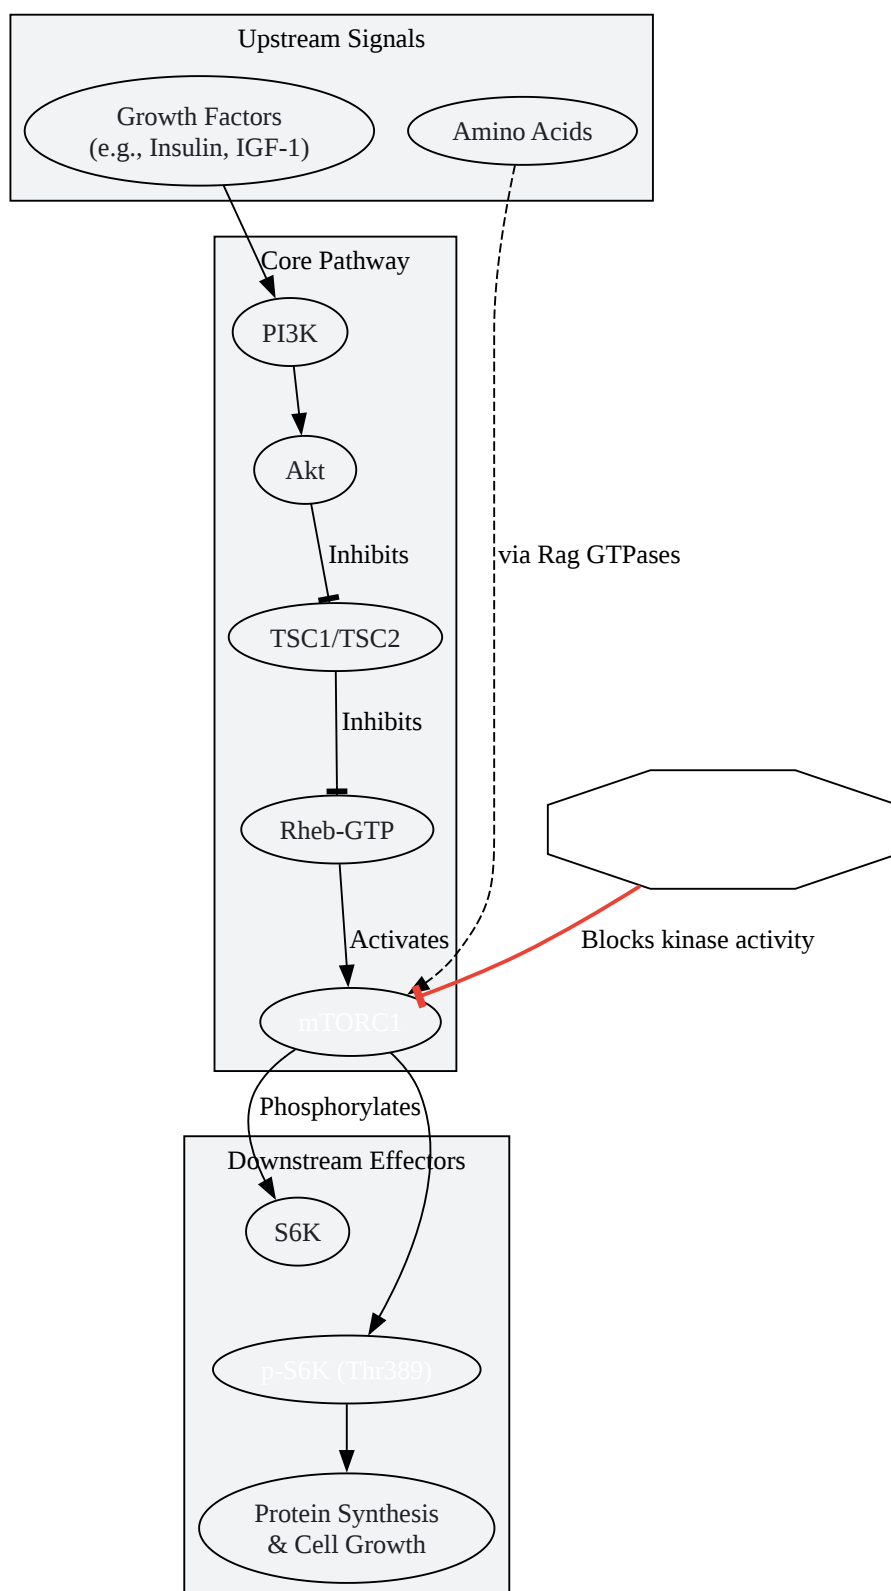 Upstream Signals
Growth Factors
(e.g., Insulin, IGF-1)
Amino Acids
Core Pathway
PI3K
Akt
Inhibits
via Rag GTPases
TSC1/TSC2
Inhibits
Rheb-GTP
Activates
Blocks kinase activity
mTORC1
Phosphorylates
Downstream Effectors
S6K
p-S6K (Thr389)
Protein Synthesis
& Cell Growth